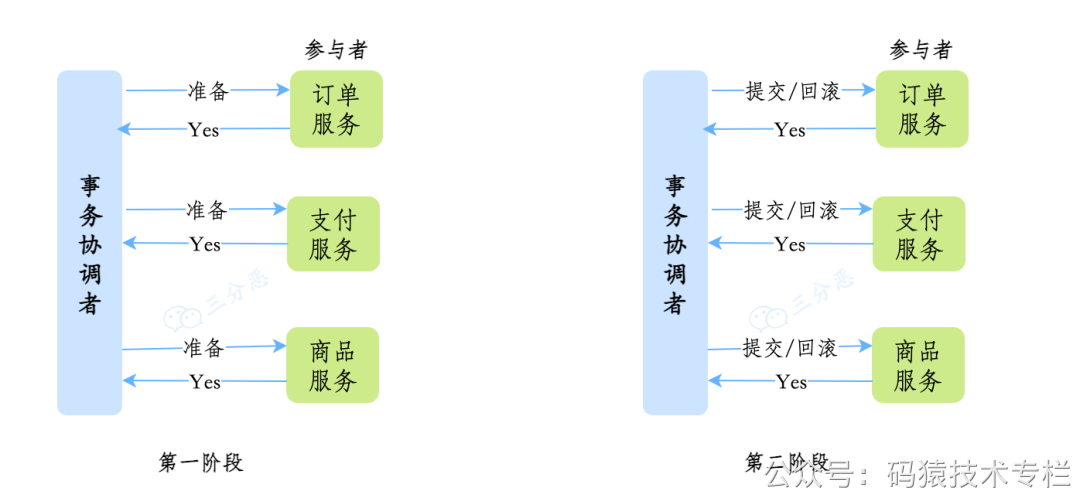 参与者
准备
订单
服务
Yes
事务协调者
准备
支付
服务
Yes
三分恶
准备
商品
服务
Yes
第一阶段
参与者
提交/回滚
订单
服务
Yes
事务协调者
提交/回滚
支付
服务
Yes
三分恶
提交/回滚
商品
服务
Yes
第二阶段
公众号：码猿技术专栏